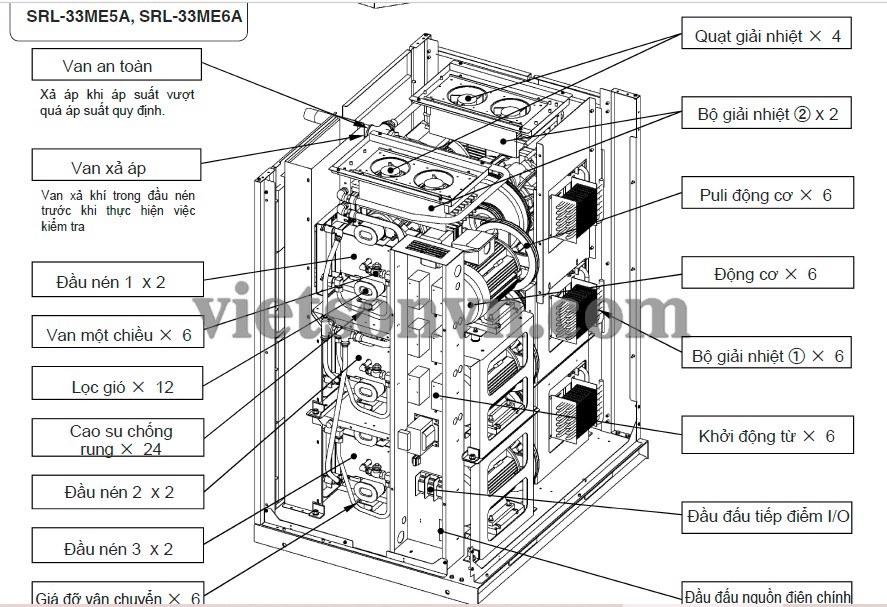 SRL-33ME5A, SRL-33ME6A
Van an toàn
Xả áp khi áp suất vượt
quá áp suất quy định.
Van xả áp
Van xả khí trong đầu nén
trước khi thực hiện việc
kiểm tra
Đầu nén 1 x 2
Van một chiều × 6
Lọc gió × 12
Cao su chống
rung × 24
Đầu nén 2 x 2
Đầu nén 3 x 2
Giá đỡ vận chuyển × 6
Quạt giải nhiệt × 4
Bộ giải nhiệt ② x 2
Puli động cơ × 6
Động cơ × 6
Bộ giải nhiệt ① × 6
Khởi động từ × 6
Đầu đấu tiếp điểm I/O
Đầu đấu nguồn điện chính
vietsonvn.com